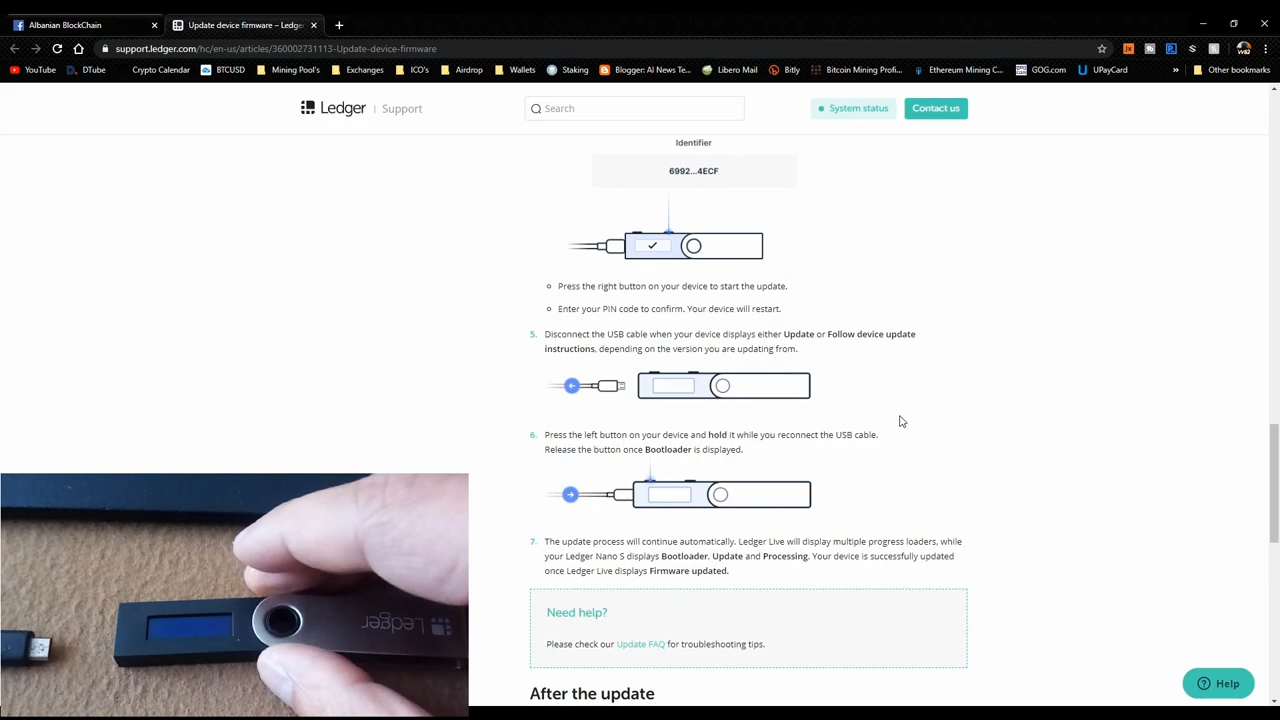 Albanian BlockChain
Update device firmware – Ledge
support.ledger.com/hc/en-us/articles/360002731113-Update-device-firmware
YouTube DTube Crypto Calendar BTCUSD Mining Pool's Exchanges ICO's Airdrop Wallets Staking Blogger: AI News Te... Libero Mail Bitly Bitcoin Mining Profi... Ethereum Mining C... GOG.com UPayCard » Other bookmarks
Ledger | Support
Search
System status
Contact us
Identifier
6992...4ECF
Press the right button on your device to start the update.
Enter your PIN code to confirm. Your device will restart.
5. Disconnect the USB cable when your device displays either Update or Follow device update
instructions, depending on the version you are updating from.
6. Press the left button on your device and hold it while you reconnect the USB cable.
Release the button once Bootloader is displayed.
7. The update process will continue automatically. Ledger Live will display multiple progress loaders, while
your Ledger Nano S displays Bootloader, Update and Processing. Your device is successfully updated
once Ledger Live displays Firmware updated.
Need help?
Please check our Update FAQ for troubleshooting tips.
After the update
Help
Ledger